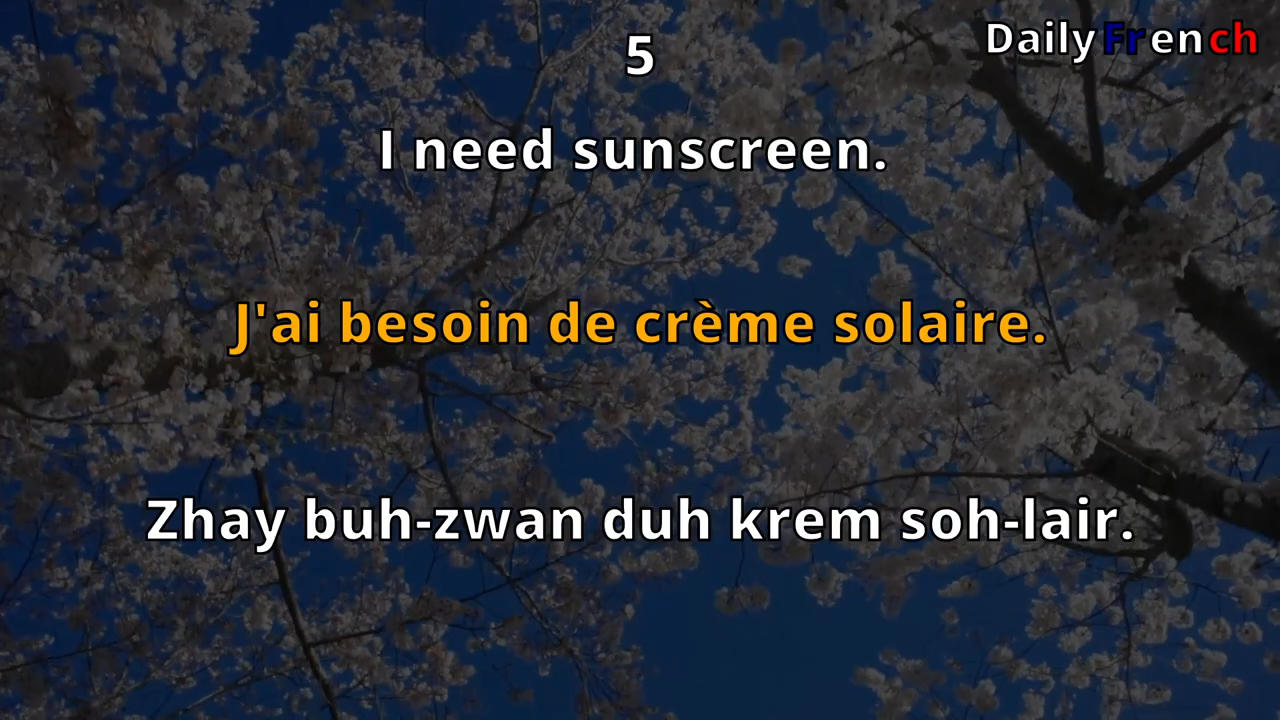 Daily French
5
I need sunscreen.
J'ai besoin de crème solaire.
Zhay buh-zwan duh krem soh-lair.